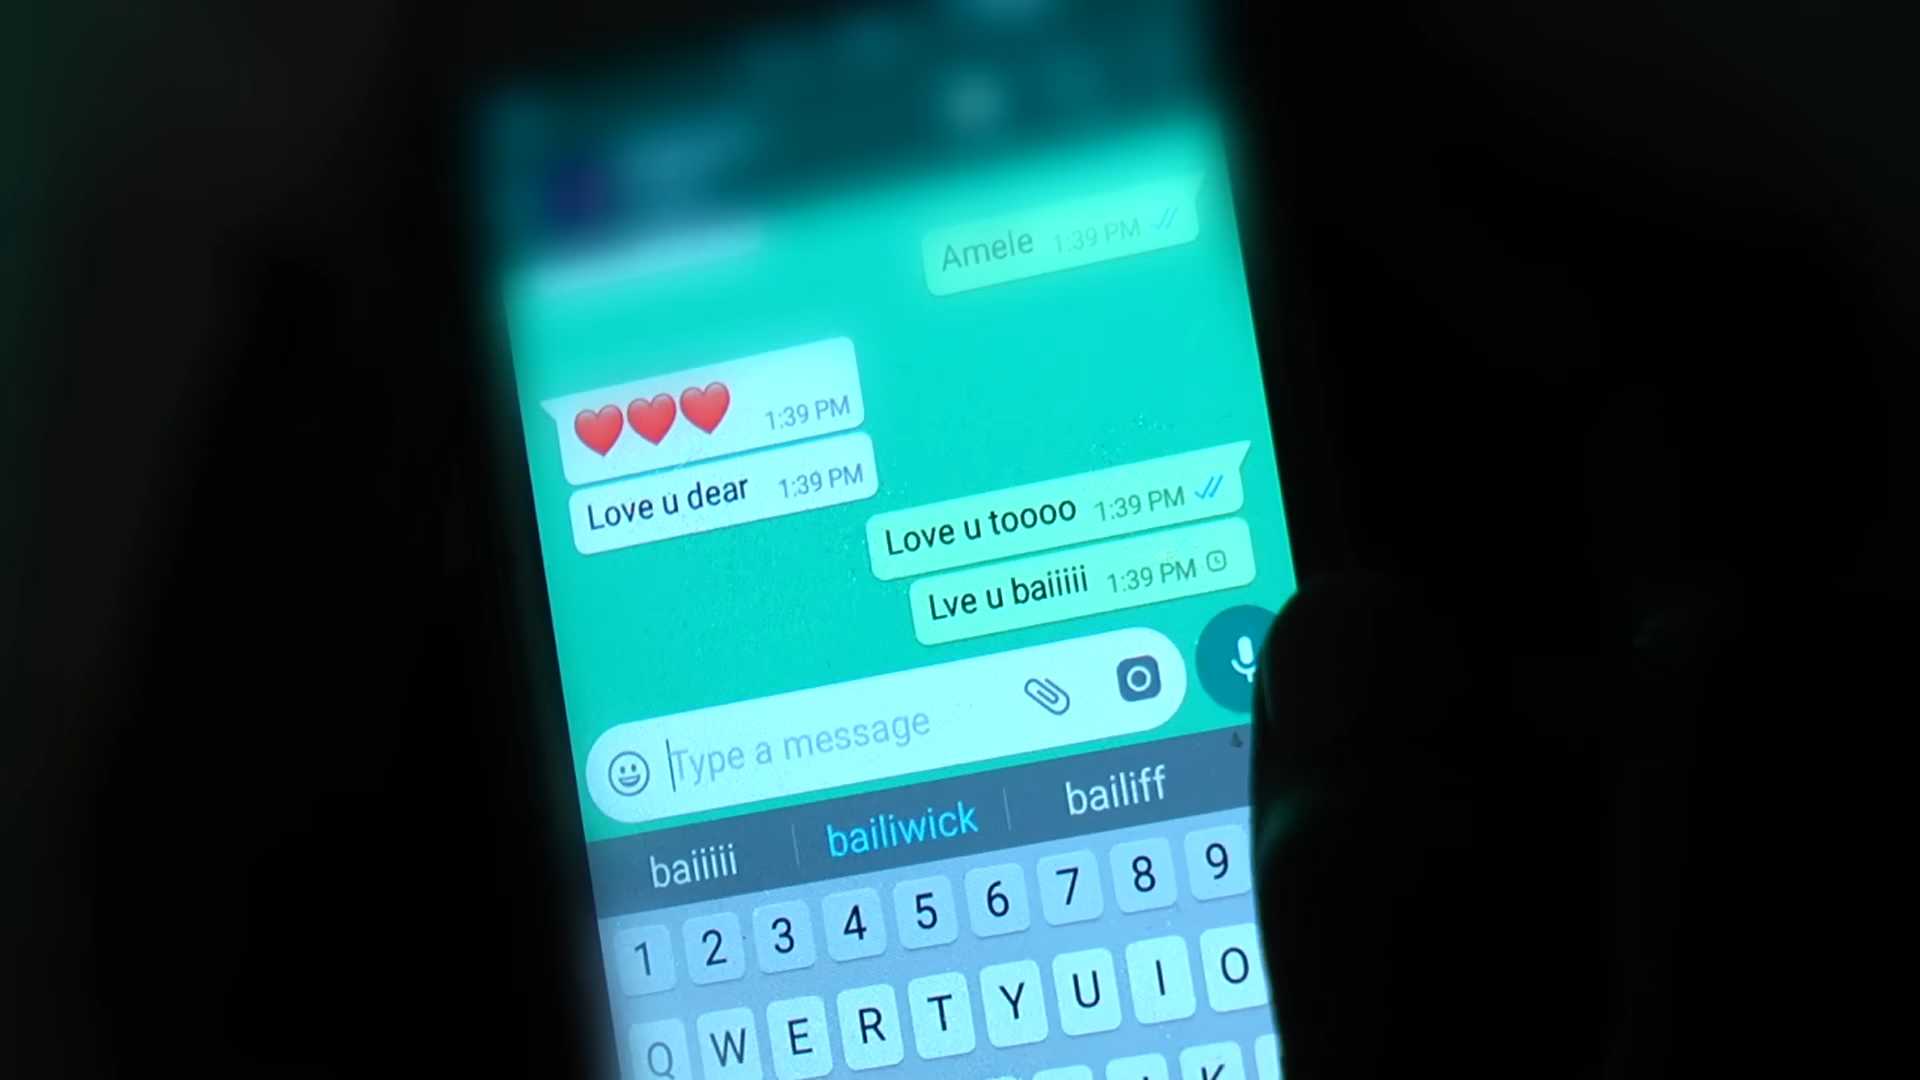 Amele 1:39 PM
❤️❤️❤️ 1:39 PM
Love u dear 1:39 PM
Love u toooo 1:39 PM
Lve u baiiiii 1:39 PM
Type a message
baiiiii bailiwick bailiff
1 2 3 4 5 6 7 8 9
Q W E R T Y U I O
K